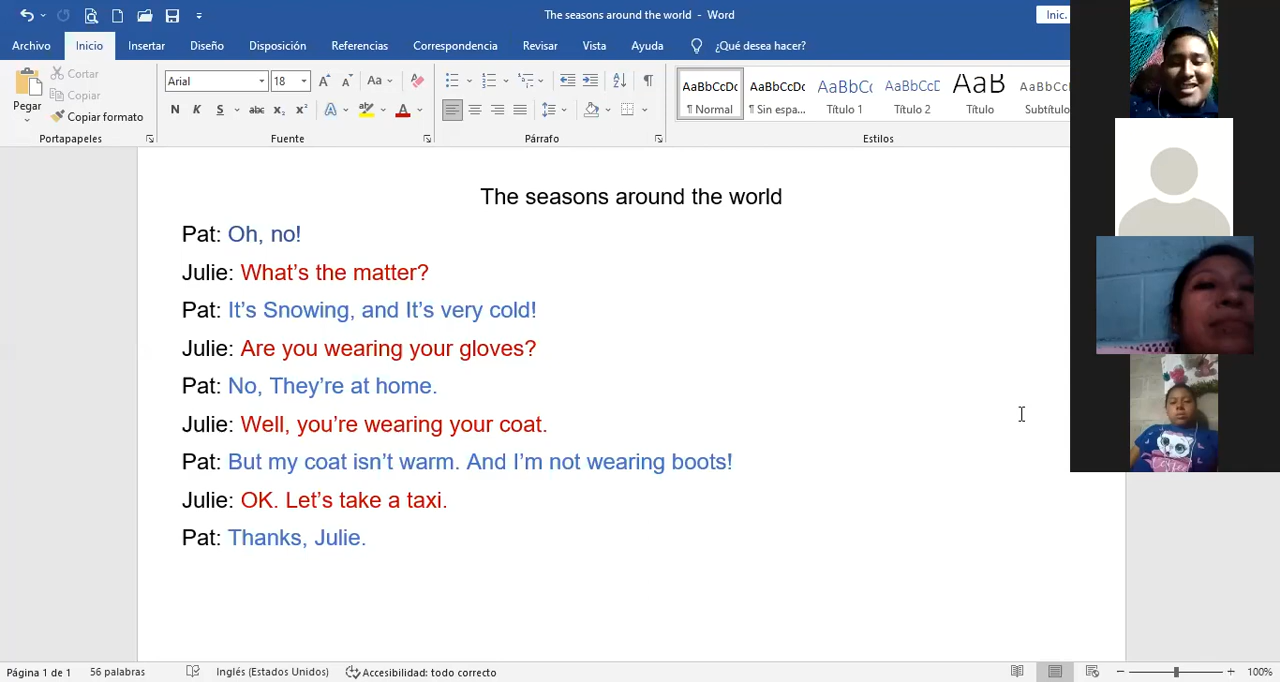 The seasons around the world - Word
Inic.
Archivo Inicio Insertar Diseño Disposición Referencias Correspondencia Revisar Vista Ayuda ¿Qué desea hacer?
Pegar
Cortar
Copiar
Copiar formato
Arial 18
N K S abc x₂ x²
AaBbCcDc AaBbCcDc AaBbCc AaBbCcD AaB AaBbCc
¶ Normal ¶ Sin espa... Título 1 Título 2 Título Subtítulo
Portapapeles Fuente Párrafo Estilos
The seasons around the world
Pat: Oh, no!
Julie: What’s the matter?
Pat: It’s Snowing, and It’s very cold!
Julie: Are you wearing your gloves?
Pat: No, They’re at home.
Julie: Well, you’re wearing your coat.
Pat: But my coat isn’t warm. And I’m not wearing boots!
Julie: OK. Let’s take a taxi.
Pat: Thanks, Julie.
Página 1 de 1 56 palabras Inglés (Estados Unidos) Accesibilidad: todo correcto 100%